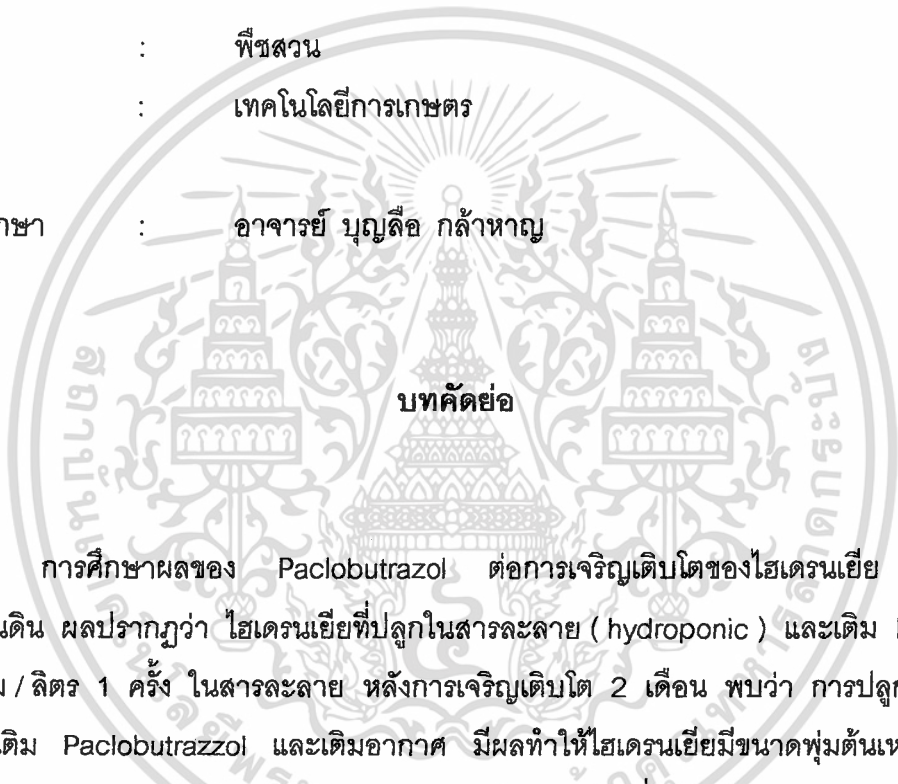 : พืชสวน
: เทคโนโลยีการเกษตร
: อาจารย์ บุญลือ กล้าหาญ
บทคัดย่อ
การศึกษาผลของ Paclobutrazol ต่อการเจริญเติบโตของไฮเดรนเยีย
นดิน ผลปรากฏว่า ไฮเดรนเยียที่ปลูกในสารละลาย ( hydroponic ) และเติม
/ ลิตร 1 ครั้ง ในสารละลาย หลังการเจริญเติบโต 2 เดือน พบว่า การปลูก
เติม Paclobutrazzol และเติมอากาศ มีผลทำให้ไฮเดรนเยียมีขนาดพุ่มต้นเห